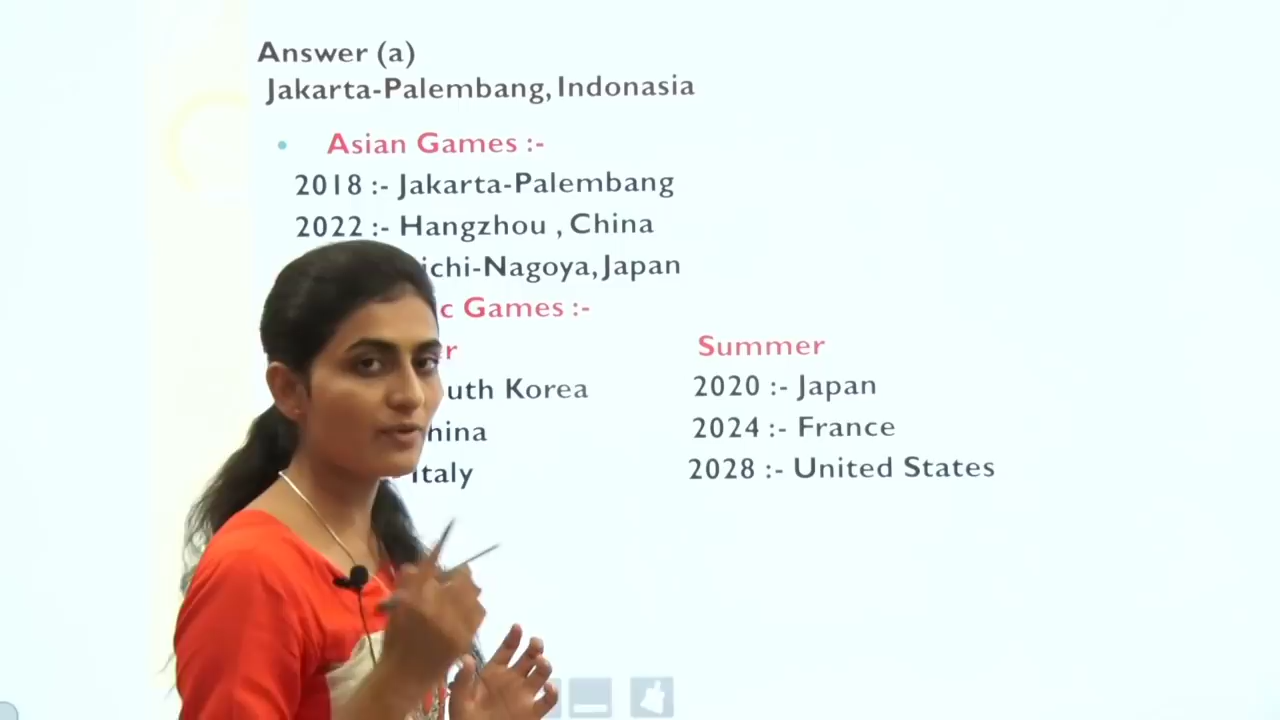 Answer (a)
Jakarta-Palembang, Indonasia
• Asian Games :-
2018 :- Jakarta-Palembang
2022 :- Hangzhou , China
ichi-Nagoya, Japan
c Games :-
r
Summer
uth Korea
2020 :- Japan
hina
2024 :- France
- Italy
2028 :- United States